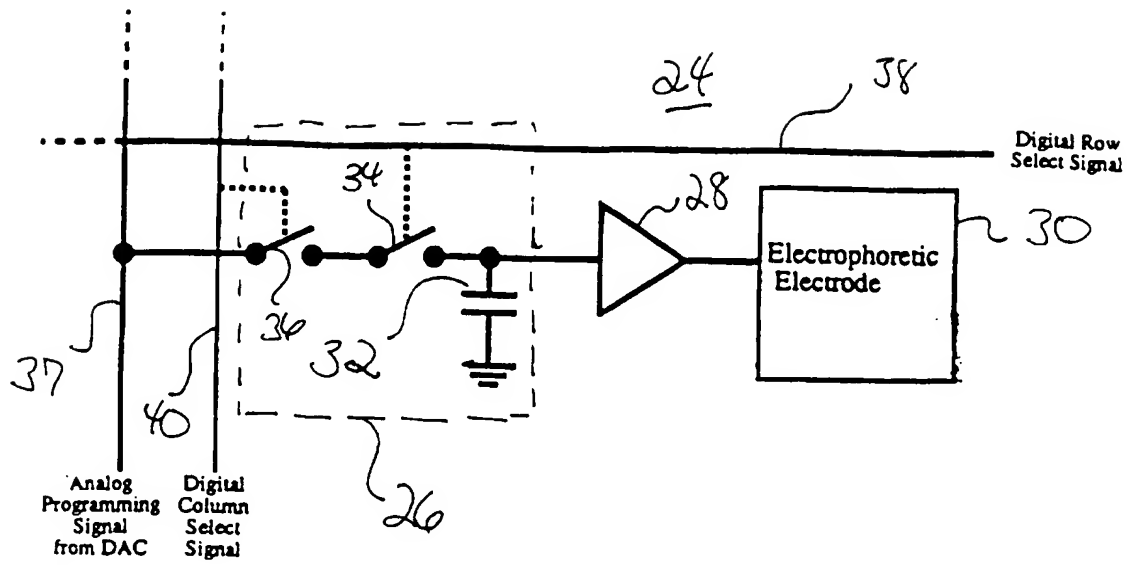 24
38
Digital Row
Select Signal
34
28
30
Electrophoretic
Electrode
36
32
37
40
26
Analog
Programming
Signal
from DAC
Digital
Column
Select
Signal